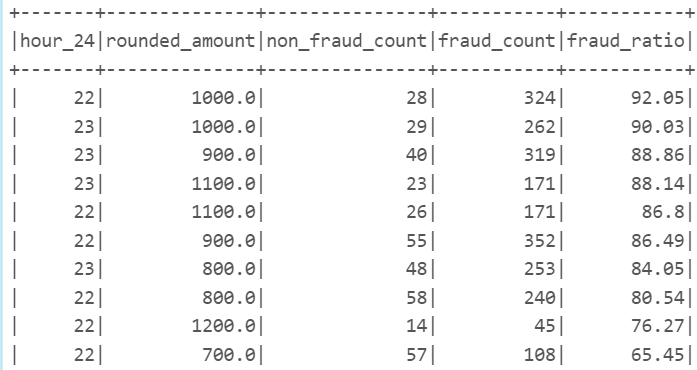 +-------+--------------+---------------+-----------+-----------+
|hour_24|rounded_amount|non_fraud_count|fraud_count|fraud_ratio|
+-------+--------------+---------------+-----------+-----------+
|     22|        1000.0|             28|        324|      92.05|
|     23|        1000.0|             29|        262|      90.03|
|     23|         900.0|             40|        319|      88.86|
|     23|        1100.0|             23|        171|      88.14|
|     22|        1100.0|             26|        171|       86.8|
|     22|         900.0|             55|        352|      86.49|
|     23|         800.0|             48|        253|      84.05|
|     22|         800.0|             58|        240|      80.54|
|     22|        1200.0|             14|         45|      76.27|
|     22|         700.0|             57|        108|      65.45|